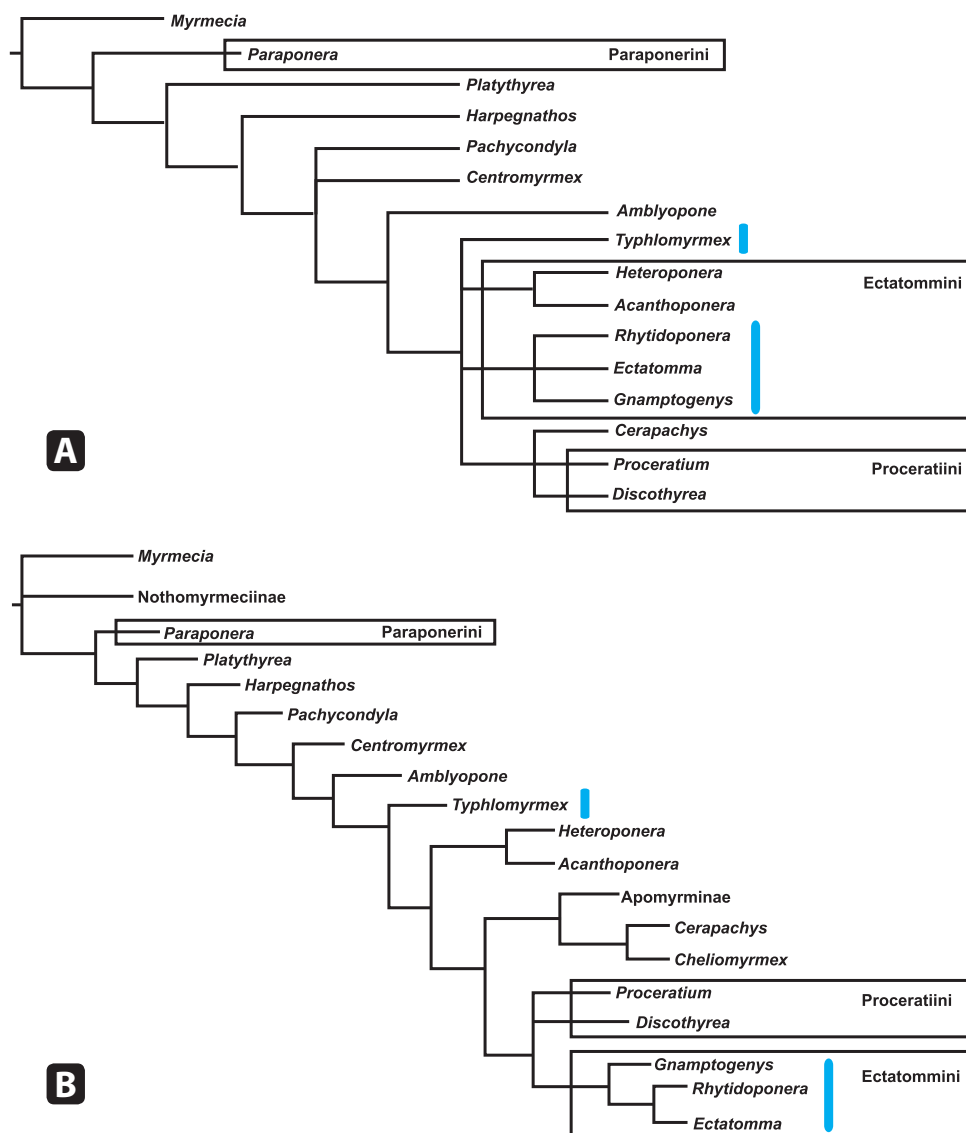 Myrmecia
Paraponera Paraponerini
Platythyrea
Harpegnathos
Pachycondyla
Centromyrmex
Amblyopone
Typhlomyrmex
Heteroponera Ectatommini
Acanthoponera
Rhytidoponera
Ectatomma
Gnamptogenys
Cerapachys
A
Proceratium Proceratiini
Discothyrea
Myrmecia
Nothomyrmeciinae
Paraponera Paraponerini
Platythyrea
Harpegnathos
Pachycondyla
Centromyrmex
Amblyopone
Typhlomyrmex
Heteroponera
Acanthoponera
Apomyrminae
Cerapachys
Cheliomyrmex
Proceratium Proceratiini
Discothyrea
Gnamptogenys
B
Rhytidoponera Ectatommini
Ectatomma